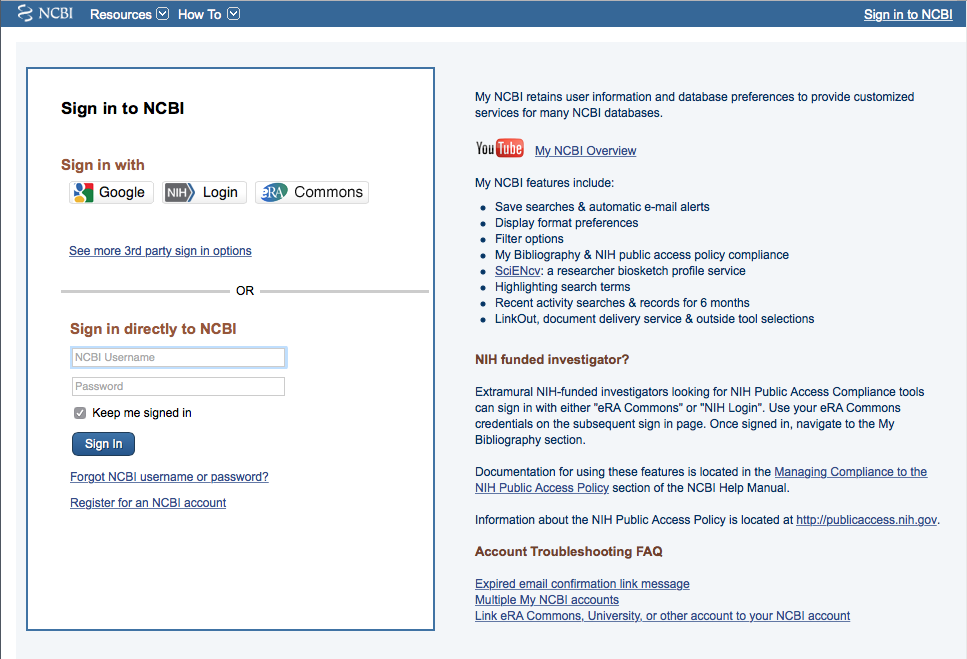 NCBI Resources How To Sign in to NCBI
Sign in to NCBI
Sign in with
Google NIH Login eRA Commons
See more 3rd party sign in options
OR
Sign in directly to NCBI
NCBI Username
Password
Keep me signed in
Sign In
Forgot NCBI username or password?
Register for an NCBI account
My NCBI retains user information and database preferences to provide customized
services for many NCBI databases.
YouTube My NCBI Overview
My NCBI features include:
Save searches & automatic e-mail alerts
Display format preferences
Filter options
My Bibliography & NIH public access policy compliance
SciENcv: a researcher biosketch profile service
Highlighting search terms
Recent activity searches & records for 6 months
LinkOut, document delivery service & outside tool selections
NIH funded investigator?
Extramural NIH-funded investigators looking for NIH Public Access Compliance tools
can sign in with either "eRA Commons" or "NIH Login". Use your eRA Commons
credentials on the subsequent sign in page. Once signed in, navigate to the My
Bibliography section.
Documentation for using these features is located in the Managing Compliance to the
NIH Public Access Policy section of the NCBI Help Manual.
Information about the NIH Public Access Policy is located at http://publicaccess.nih.gov.
Account Troubleshooting FAQ
Expired email confirmation link message
Multiple My NCBI accounts
Link eRA Commons, University, or other account to your NCBI account